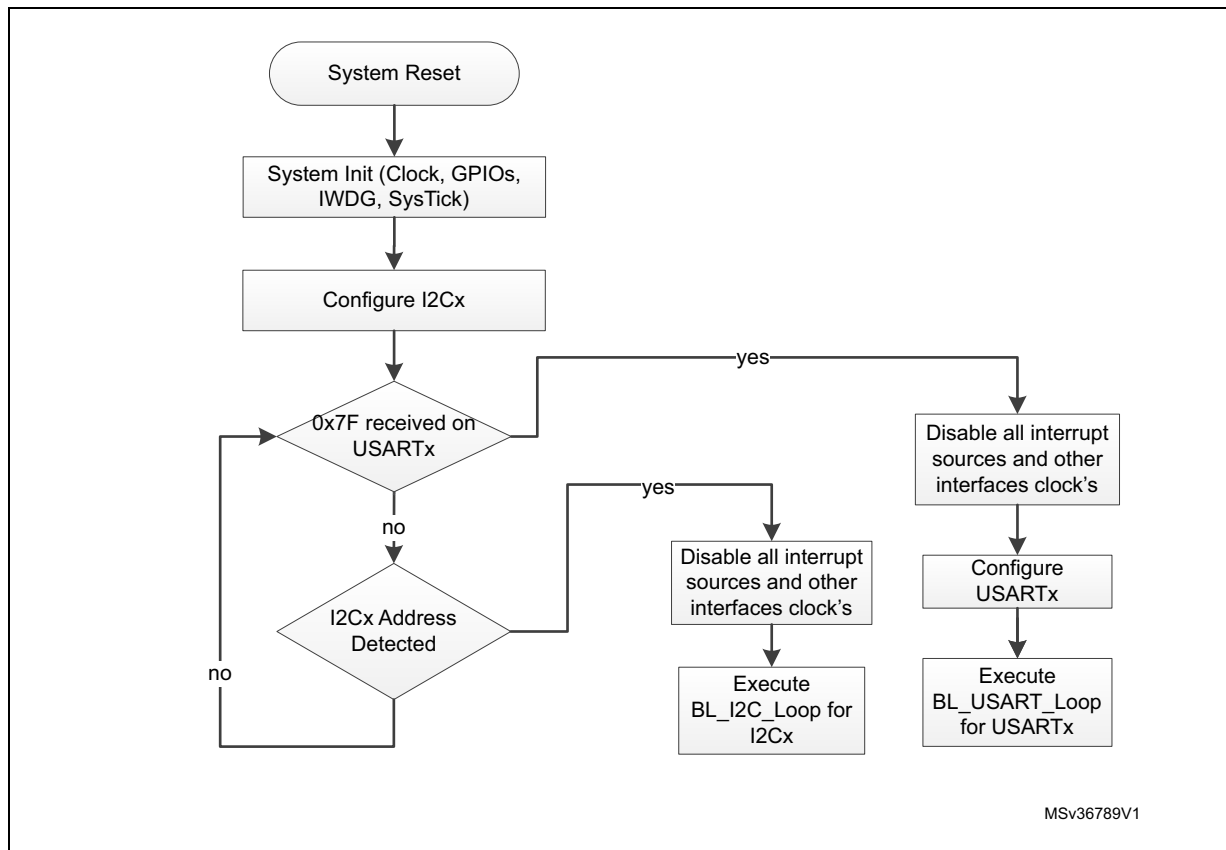 System Reset
System Init (Clock, GPIOs,
IWDG, SysTick)
Configure I2Cx
yes
0x7F received on
USARTx
Disable all interrupt
sources and other
interfaces clock's
yes
no
Disable all interrupt
sources and other
interfaces clock's
Configure
USARTx
I2Cx Address
Detected
no
Execute
BL_I2C_Loop for
I2Cx
Execute
BL_USART_Loop
for USARTx
MSv36789V1